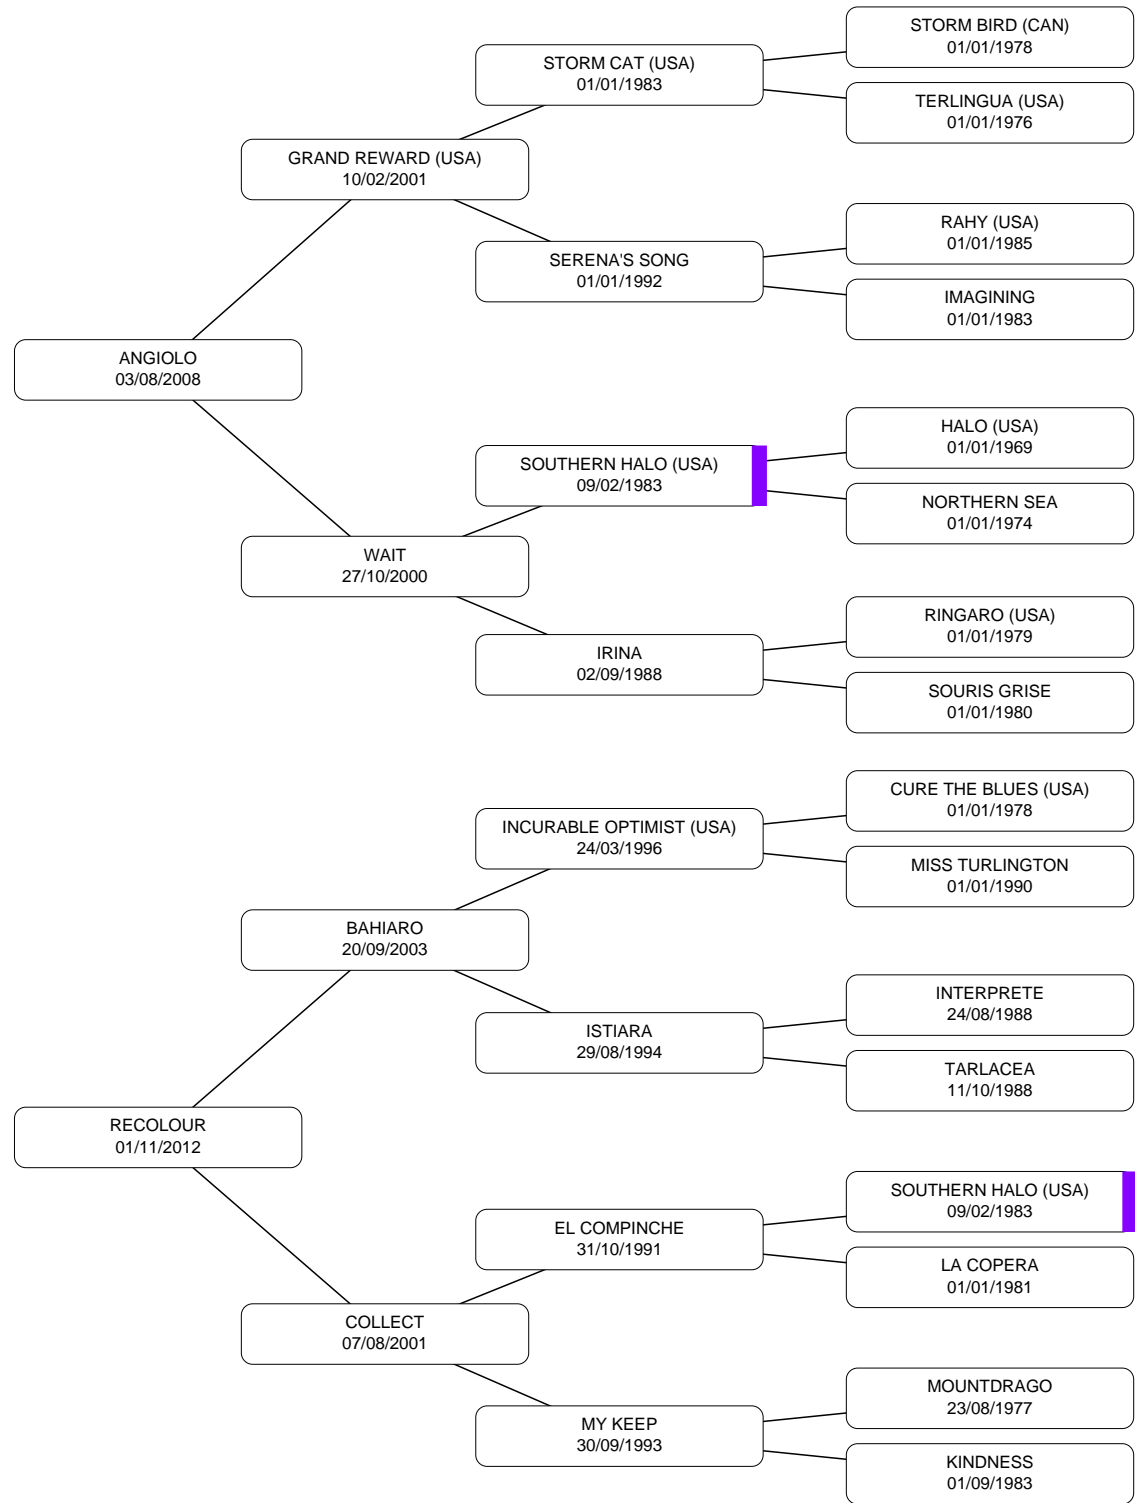 STORM BIRD (CAN)
01/01/1978
STORM CAT (USA)
01/01/1983
TERLINGUA (USA)
01/01/1976
GRAND REWARD (USA)
10/02/2001
RAHY (USA)
01/01/1985
SERENA'S SONG
01/01/1992
IMAGINING
01/01/1983
ANGIOLO
03/08/2008
HALO (USA)
01/01/1969
SOUTHERN HALO (USA)
09/02/1983
NORTHERN SEA
01/01/1974
WAIT
27/10/2000
RINGARO (USA)
01/01/1979
IRINA
02/09/1988
SOURIS GRISE
01/01/1980
CURE THE BLUES (USA)
01/01/1978
INCURABLE OPTIMIST (USA)
24/03/1996
MISS TURLINGTON
01/01/1990
BAHIARO
20/09/2003
INTERPRETE
24/08/1988
ISTIARA
29/08/1994
TARLACEA
11/10/1988
RECOLOUR
01/11/2012
SOUTHERN HALO (USA)
09/02/1983
EL COMPINCHE
31/10/1991
LA COPERA
01/01/1981
COLLECT
07/08/2001
MOUNTDRAGO
23/08/1977
MY KEEP
30/09/1993
KINDNESS
01/09/1983